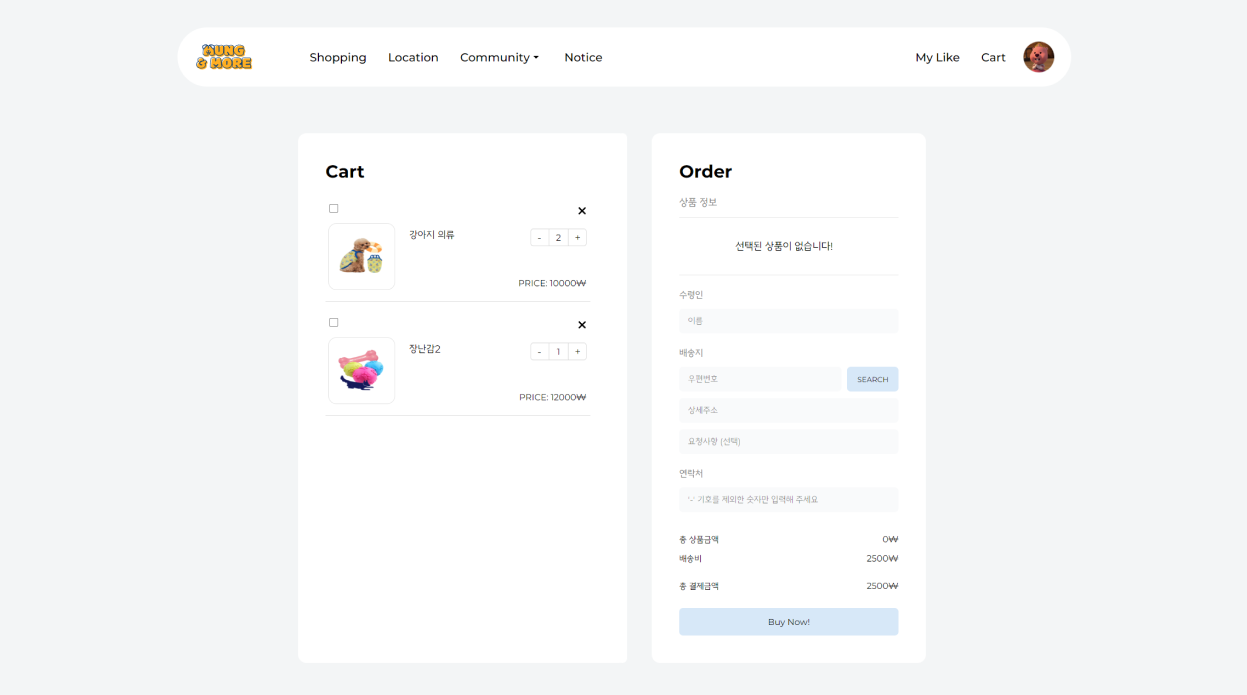 MUNG
& MORE
Shopping
Location
Community
Notice
My Like
Cart
Cart
강아지 의류
- 2 +
PRICE: 10000₩
장난감2
- 1 +
PRICE: 12000₩
Order
상품 정보
선택된 상품이 없습니다!
수령인
이름
배송지
우편번호
SEARCH
상세주소
요청사항 (선택)
연락처
'-' 기호를 제외한 숫자만 입력해 주세요
총 상품금액 0₩
배송비 2500₩
총 결제금액 2500₩
Buy Now!